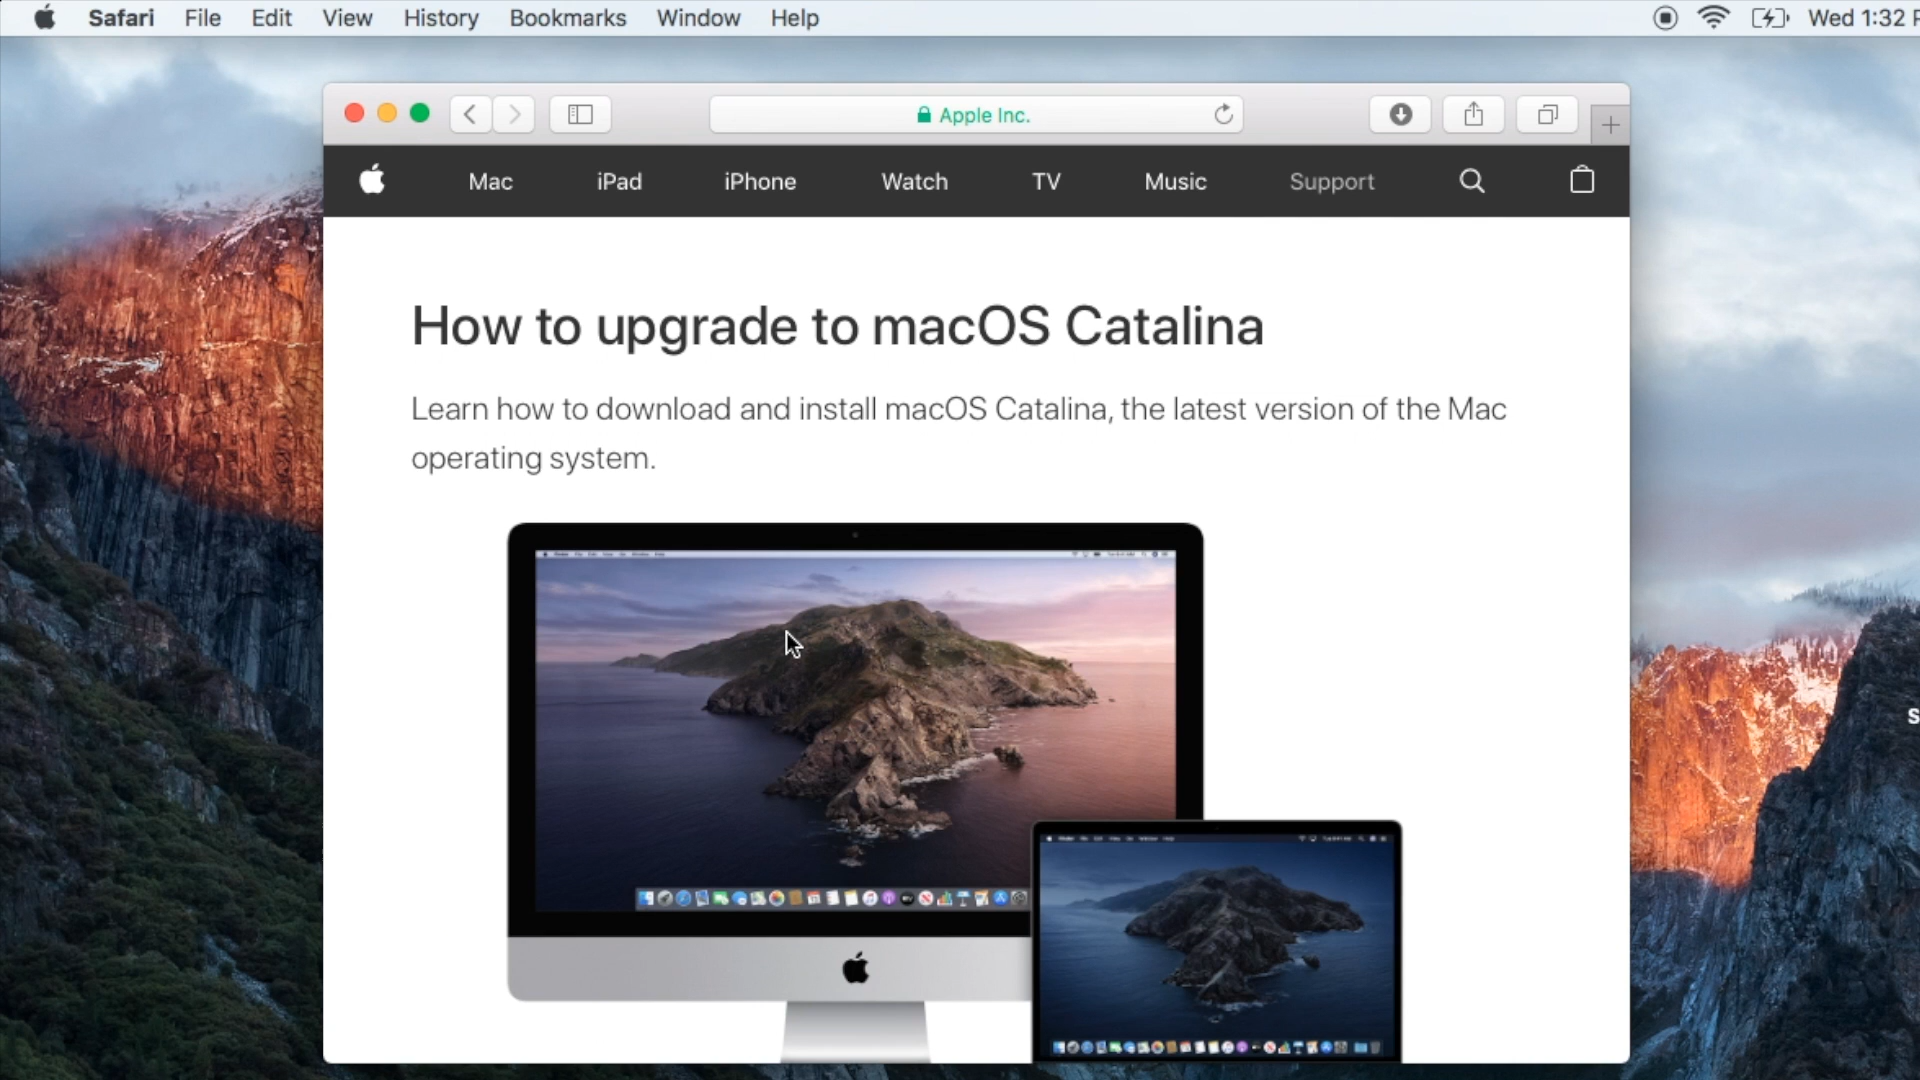 Safari File Edit View History Bookmarks Window Help Wed 1:32 P
Apple Inc.
Mac iPad iPhone Watch TV Music Support
How to upgrade to macOS Catalina
Learn how to download and install macOS Catalina, the latest version of the Mac
operating system.
S